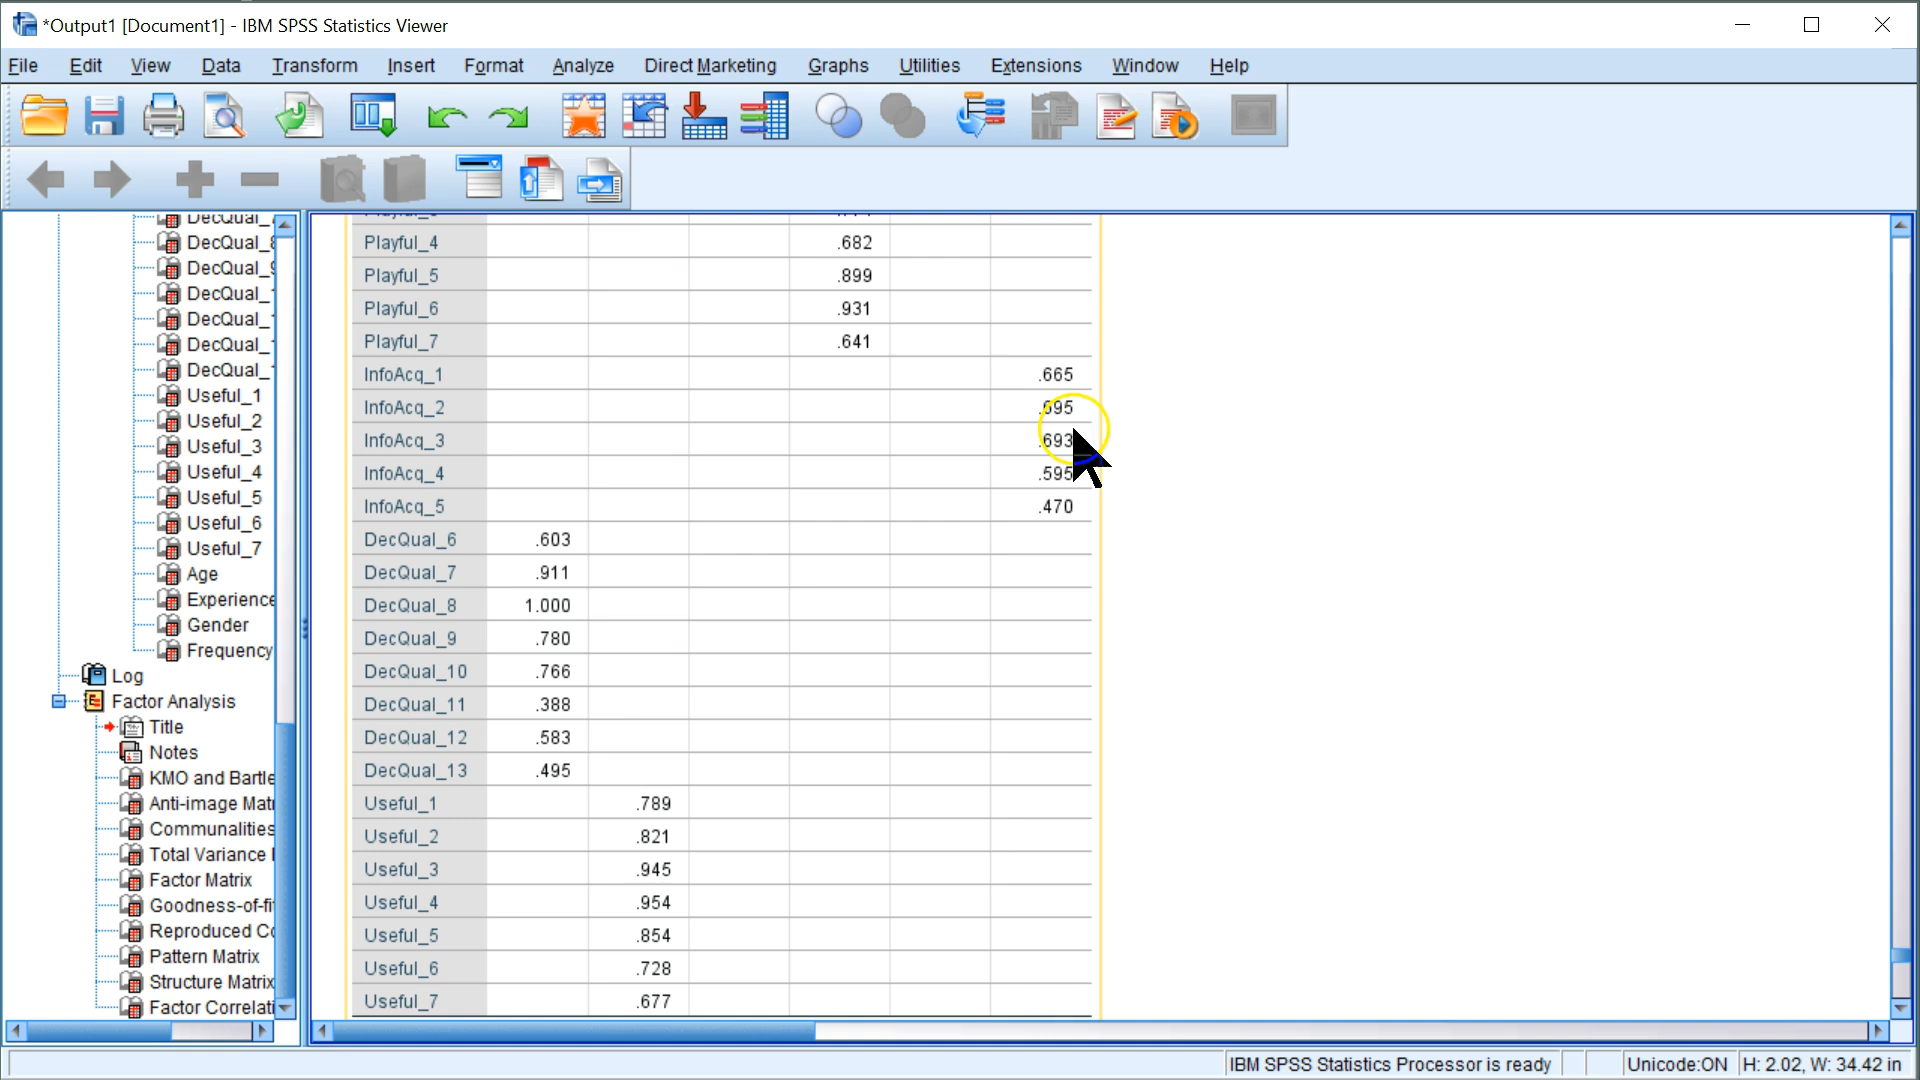 *Output1 [Document1] - IBM SPSS Statistics Viewer
File Edit View Data Transform Insert Format Analyze Direct Marketing Graphs Utilities Extensions Window Help
DecQual_8
DecQual_9
DecQual_
DecQual_
DecQual_
DecQual_
Useful_1
Useful_2
Useful_3
Useful_4
Useful_5
Useful_6
Useful_7
Age
Experience
Gender
Frequency
Log
Factor Analysis
Title
Notes
KMO and Bartle
Anti-image Mat
Communalities
Total Variance
Factor Matrix
Goodness-of-fi
Reproduced Co
Pattern Matrix
Structure Matrix
Factor Correlati
Playful_4 .682
Playful_5 .899
Playful_6 .931
Playful_7 .641
InfoAcq_1 .665
InfoAcq_2 .695
InfoAcq_3 .693
InfoAcq_4 .595
InfoAcq_5 .470
DecQual_6 .603
DecQual_7 .911
DecQual_8 1.000
DecQual_9 .780
DecQual_10 .766
DecQual_11 .388
DecQual_12 .583
DecQual_13 .495
Useful_1 .789
Useful_2 .821
Useful_3 .945
Useful_4 .954
Useful_5 .854
Useful_6 .728
Useful_7 .677
IBM SPSS Statistics Processor is ready Unicode:ON H: 2.02, W: 34.42 in